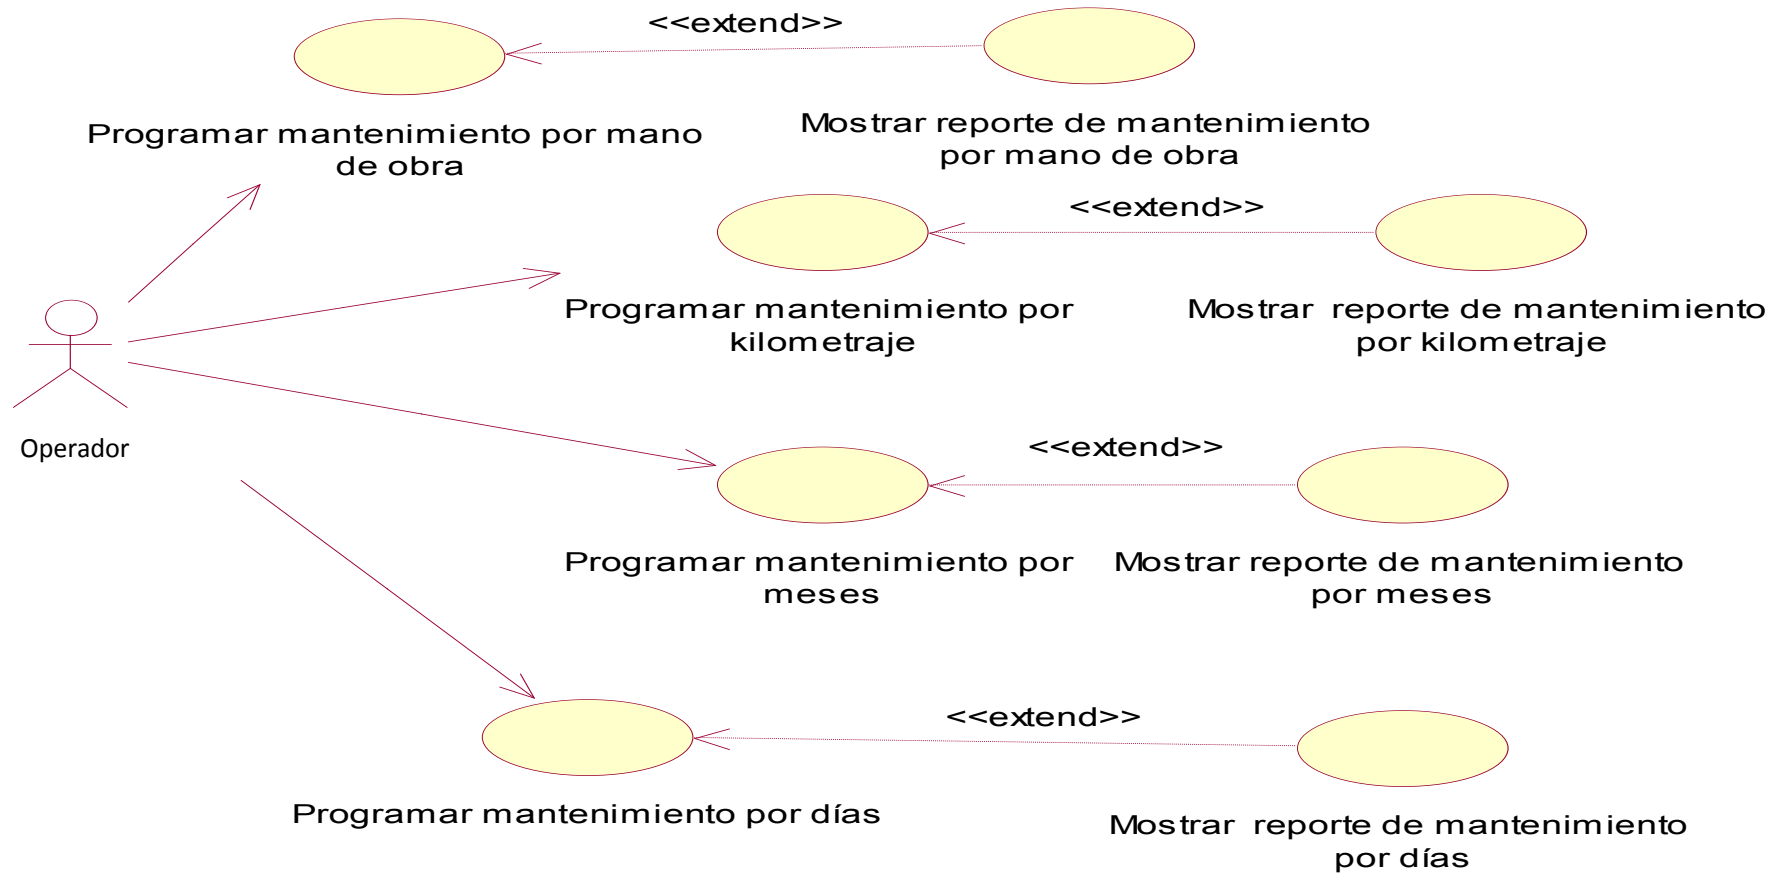 <<extend>>
Programar mantenimiento por mano
de obra
Mostrar reporte de mantenimiento
por mano de obra
<<extend>>
Programar mantenimiento por
kilometraje
Mostrar reporte de mantenimiento
por kilometraje
Operador
<<extend>>
Programar mantenimiento por
meses
Mostrar reporte de mantenimiento
por meses
<<extend>>
Programar mantenimiento por días
Mostrar reporte de mantenimiento
por días